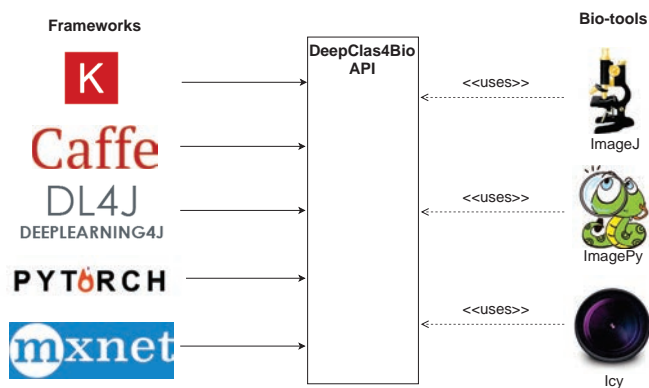 Frameworks
K
Caffe
DL4J
DEEPLEARNING4J
PYTORCH
mxnet
DeepClas4Bio
API
Bio-tools
<<uses>>
ImageJ
<<uses>>
ImagePy
<<uses>>
Icy